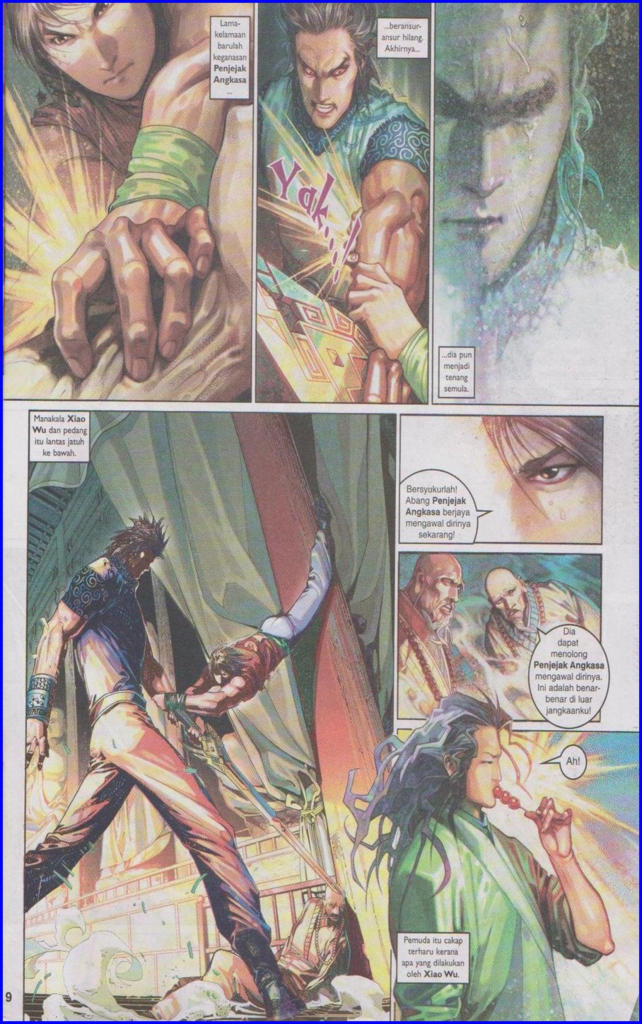 Lama-
kelamaan
barulah
keganasan
Penjejak
Angkasa
...
...beransur-
ansur hilang.
Akhirnya...
Yak...!
...dia pun
menjadi
tenang
semula.
Manakala Xiao
Wu dan pedang
itu lantas jatuh
ke bawah.
Bersyukurlah!
Abang Penjejak
Angkasa berjaya
mengawal dirinya
sekarang!
Dia
dapat
menolong
Penjejak Angkasa
mengawal dirinya.
Ini adalah benar-
benar di luar
jangkaanku!
Ah!
Pemuda itu cakap
terharu kerana
apa yang dilakukan
oleh Xiao Wu.
9